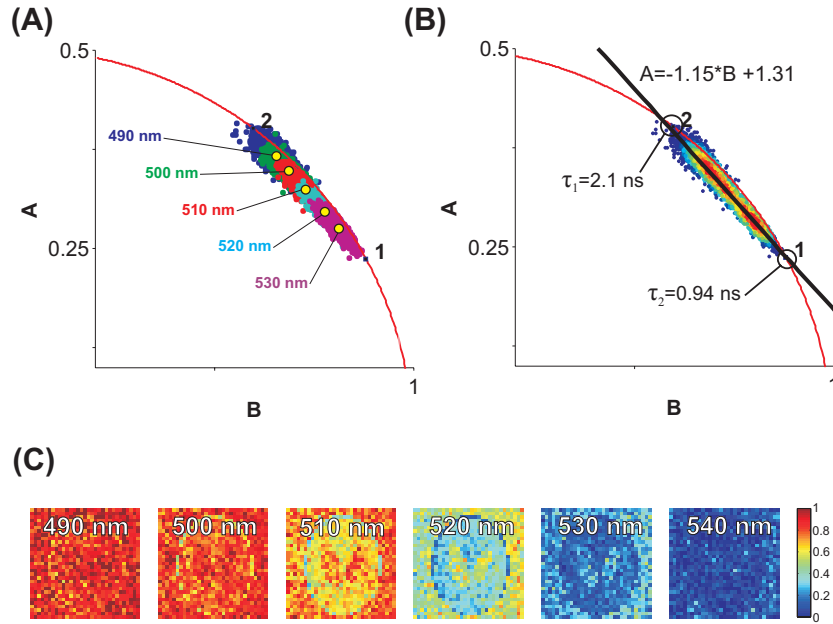 (A)
0.5
2
490 nm
500 nm
510 nm
520 nm
530 nm
1
0.25
A
B
1
(B)
0.5
A=-1.15*B +1.31
2
τ1=2.1 ns
1
τ2=0.94 ns
0.25
A
B
1
(C)
490 nm
500 nm
510 nm
520 nm
530 nm
540 nm
1
0.8
0.6
0.4
0.2
0